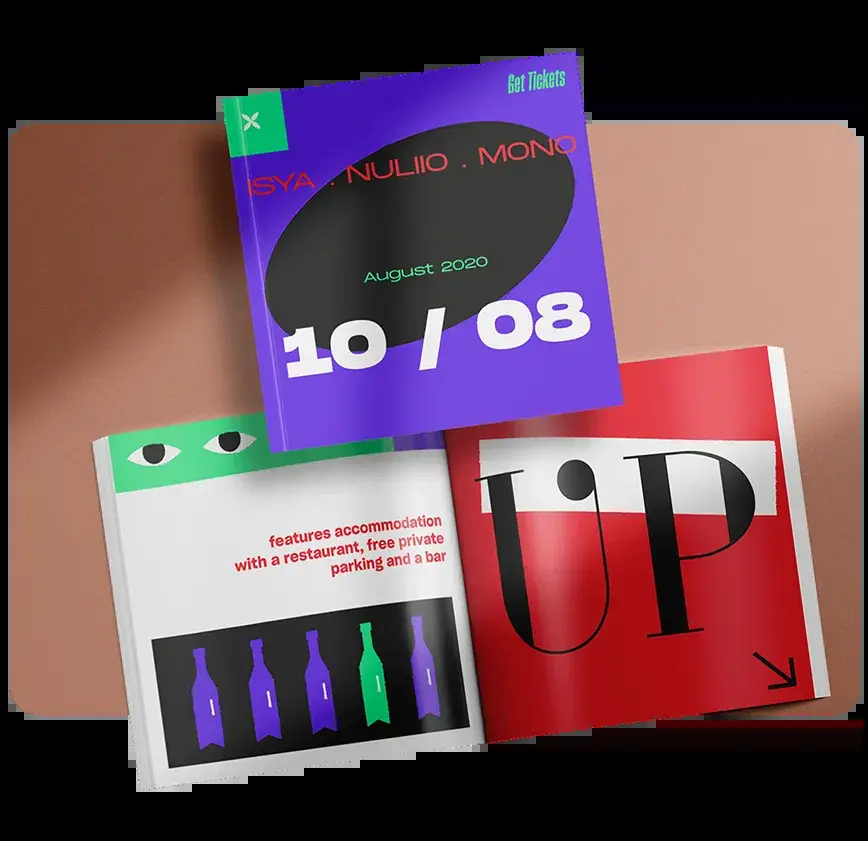 Get Tickets
ISYA . NULIIO . MONO
August 2020
10 / 08
features accommodation
with a restaurant, free private
parking and a bar
UP